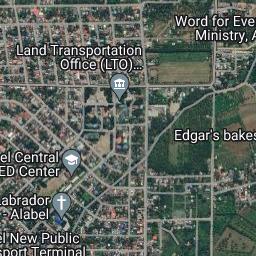 Word for Eve
Ministry, A
Land Transportation
Office (LTO)...
Edgar's bakes
el Central
ED Center
Labrador
- Alabel
el New Public
sport Terminal